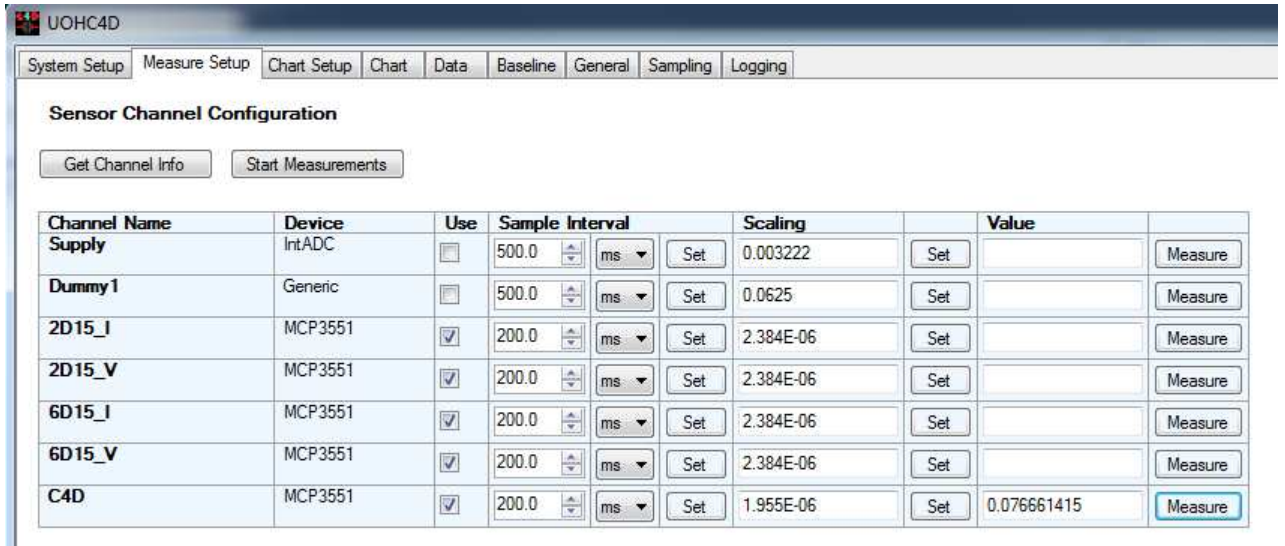 UOHC4D
System Setup Measure Setup Chart Setup Chart Data Baseline General Sampling Logging
Sensor Channel Configuration
Get Channel Info Start Measurements
Channel Name Device Use Sample Interval Scaling Value
Supply IntADC 500.0 ms Set 0.003222 Set Measure
Dummy1 Generic 500.0 ms Set 0.0625 Set Measure
2D15_I MCP3551 200.0 ms Set 2.384E-06 Set Measure
2D15_V MCP3551 200.0 ms Set 2.384E-06 Set Measure
6D15_I MCP3551 200.0 ms Set 2.384E-06 Set Measure
6D15_V MCP3551 200.0 ms Set 2.384E-06 Set Measure
C4D MCP3551 200.0 ms Set 1.955E-06 Set 0.076661415 Measure